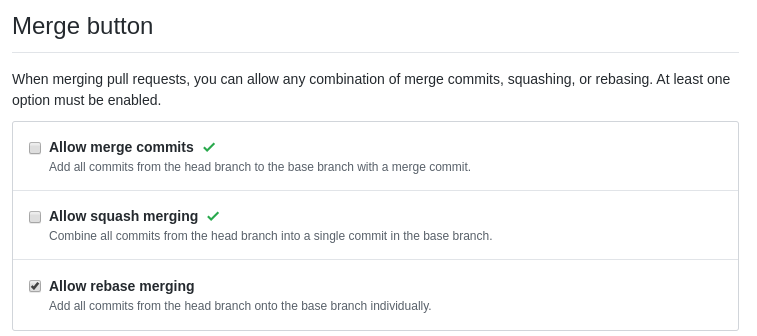 Merge button
When merging pull requests, you can allow any combination of merge commits, squashing, or rebasing. At least one
option must be enabled.
Allow merge commits
Add all commits from the head branch to the base branch with a merge commit.
Allow squash merging
Combine all commits from the head branch into a single commit in the base branch.
Allow rebase merging
Add all commits from the head branch onto the base branch individually.